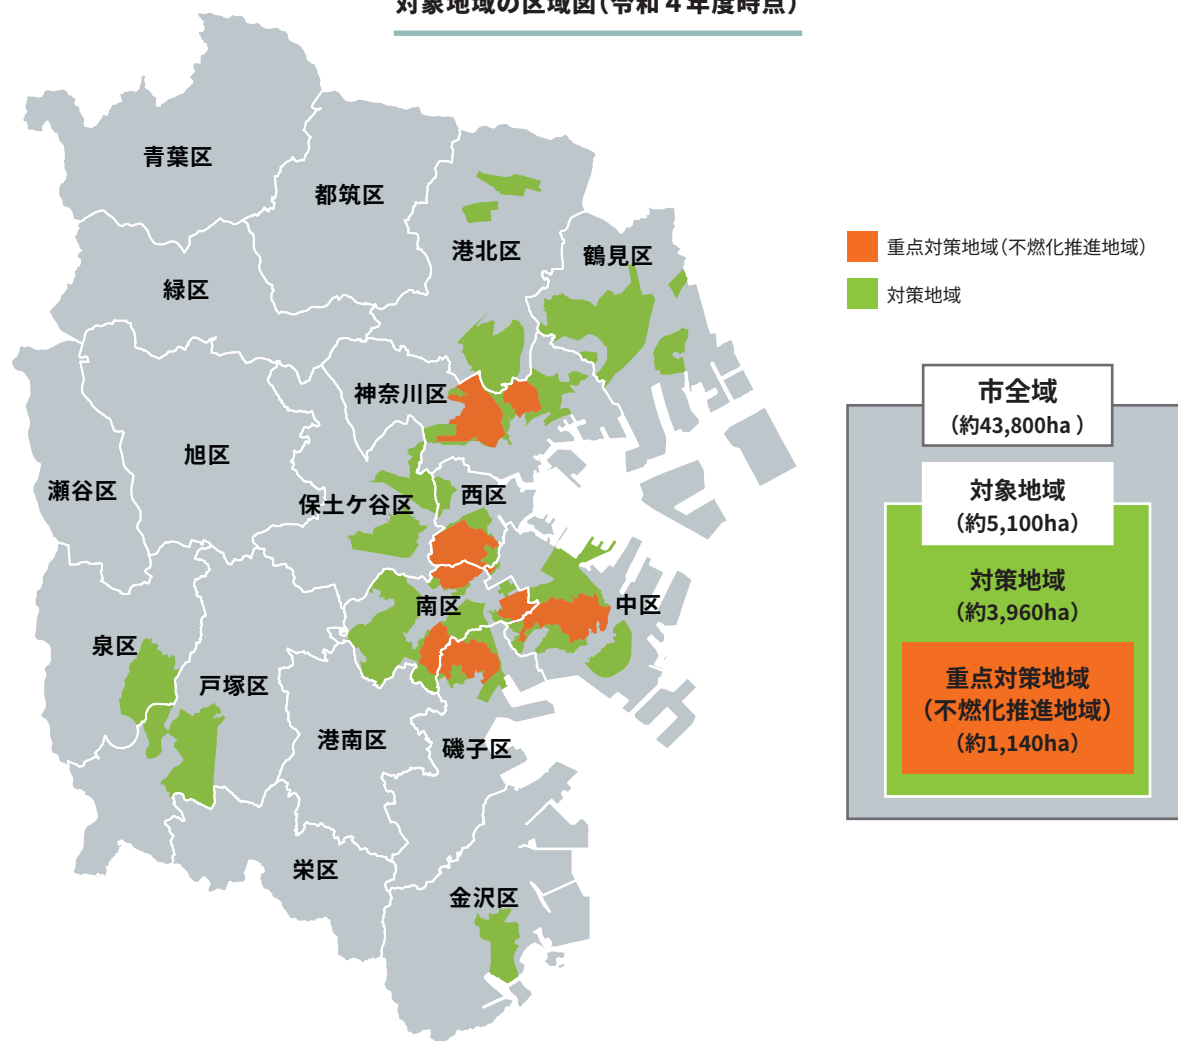 対象地域の区域図（令和４年度時点）
青葉区
都筑区
港北区
鶴見区
緑区
神奈川区
旭区
瀬谷区
保土ケ谷区
西区
南区
中区
泉区
戸塚区
港南区
磯子区
栄区
金沢区
重点対策地域（不燃化推進地域）
対策地域
市全域
（約43,800ha ）
対象地域
（約5,100ha）
対策地域
（約3,960ha）
重点対策地域
（不燃化推進地域）
（約1,140ha）